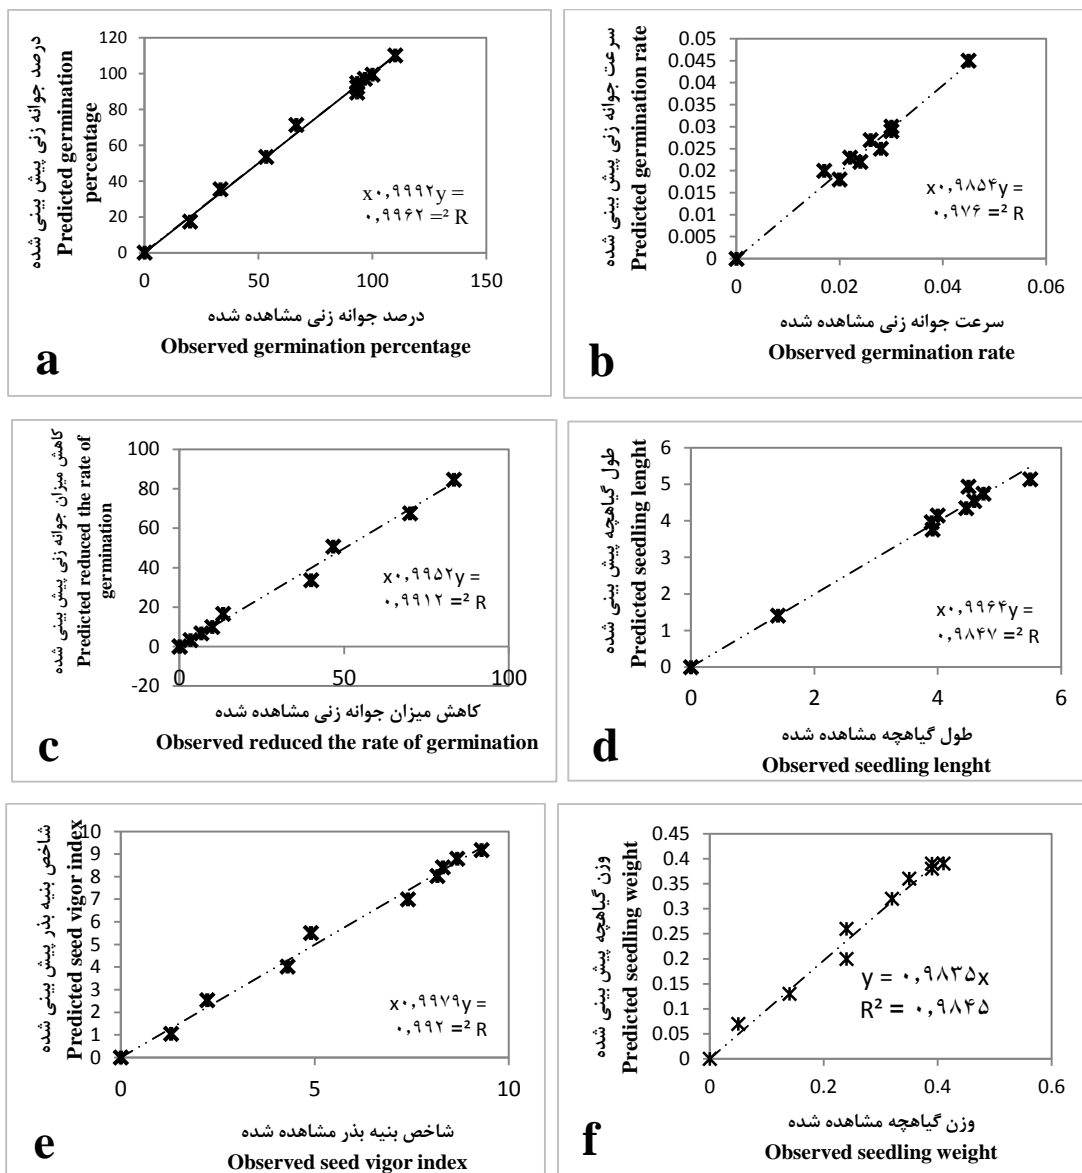 درصد جوانه زنی پیش بینی شده
Predicted germination
percentage
120
100
80
60
40
20
0
x۰,۹۹۹۲y =
۰,۹۹۶۲ =² R
0 50 100 150
درصد جوانه زنی مشاهده شده
Observed germination percentage
a
سرعت جوانه زنی پیش بینی شده
Predicted germination rate
0.05
0.045
0.04
0.035
0.03
0.025
0.02
0.015
0.01
0.005
0
x۰,۹۸۵۴y =
۰,۹۷۶ =² R
0 0.02 0.04 0.06
سرعت جوانه زنی مشاهده شده
Observed germination rate
b
کاهش میزان جوانه زنی پیش بینی شده
Predicted reduced the rate of
germination
100
80
60
40
20
0
-20
x۰,۹۹۵۲y =
۰,۹۹۱۲ =² R
0 50 100
کاهش میزان جوانه زنی مشاهده شده
Observed reduced the rate of germination
c
طول گیاهچه پیش بینی شده
Predicted seedling lenght
6
5
4
3
2
1
0
x۰,۹۹۶۴y =
۰,۹۸۴۷ =² R
0 2 4 6
طول گیاهچه مشاهده شده
Observed seedling lenght
d
شاخص بنیه بذر پیش بینی شده
Predicted seed vigor index
10
9
8
7
6
5
4
3
2
1
0
x۰,۹۹۷۹y =
۰,۹۹۲ =² R
0 5 10
شاخص بنیه بذر مشاهده شده
Observed seed vigor index
e
وزن گیاهچه پیش بینی شده
Predicted seedling weight
0.45
0.4
0.35
0.3
0.25
0.2
0.15
0.1
0.05
0
y = ۰,۹۸۳۵x
R² = ۰,۹۸۴۵
0 0.2 0.4 0.6
وزن گیاهچه مشاهده شده
Observed seedling weight
f